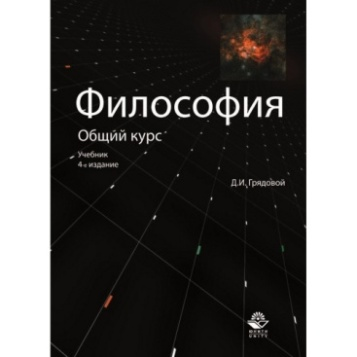 Философия
Общий курс
Учебник
4-е издание
Д.И. Грядовой